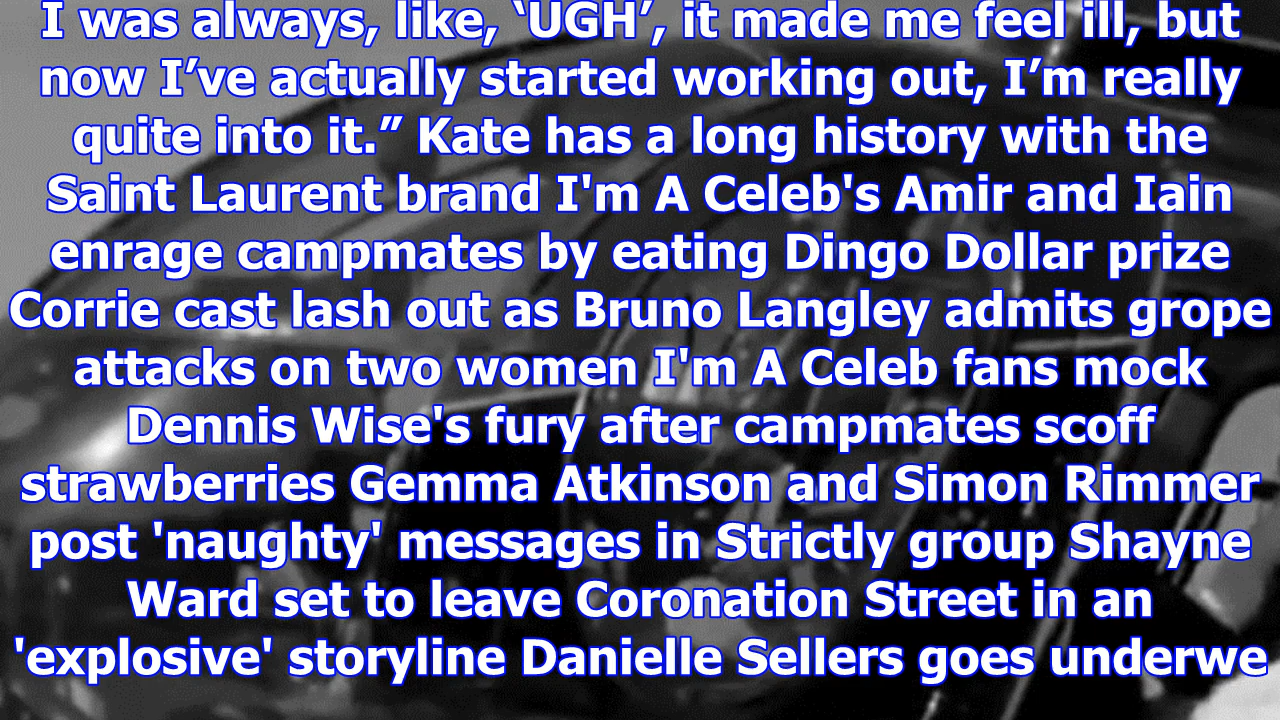 I was always, like, ‘UGH’, it made me feel ill, but
now I’ve actually started working out, I’m really
quite into it.” Kate has a long history with the
Saint Laurent brand I'm A Celeb's Amir and Iain
enrage campmates by eating Dingo Dollar prize
Corrie cast lash out as Bruno Langley admits grope
attacks on two women I'm A Celeb fans mock
Dennis Wise's fury after campmates scoff
strawberries Gemma Atkinson and Simon Rimmer
post 'naughty' messages in Strictly group Shayne
Ward set to leave Coronation Street in an
'explosive' storyline Danielle Sellers goes underwe